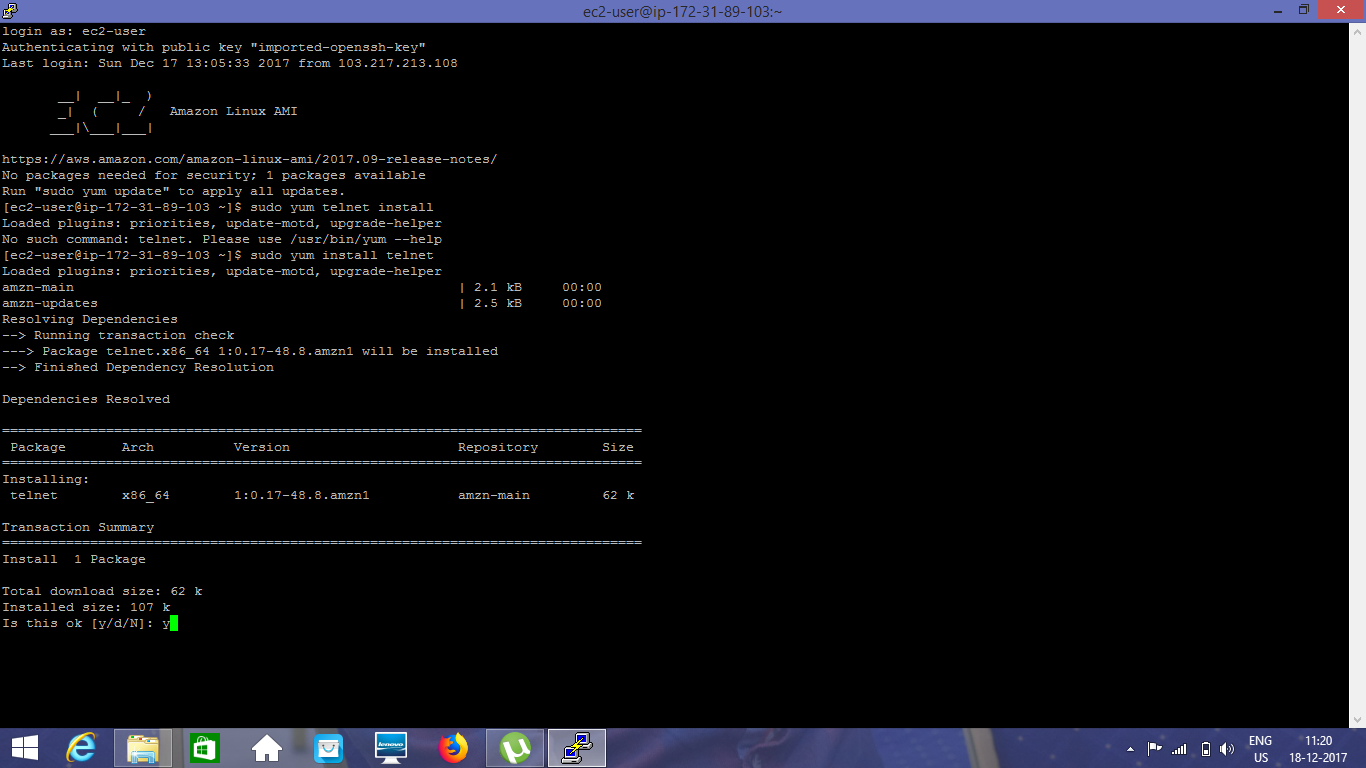 ec2-user@ip-172-31-89-103:~
login as: ec2-user
Authenticating with public key "imported-openssh-key"
Last login: Sun Dec 17 13:05:33 2017 from 103.217.213.108
       __|  __|_  )
       _|  (     /   Amazon Linux AMI
      ___|\___|___|
https://aws.amazon.com/amazon-linux-ami/2017.09-release-notes/
No packages needed for security; 1 packages available
Run "sudo yum update" to apply all updates.
[ec2-user@ip-172-31-89-103 ~]$ sudo yum telnet install
Loaded plugins: priorities, update-motd, upgrade-helper
No such command: telnet. Please use /usr/bin/yum --help
[ec2-user@ip-172-31-89-103 ~]$ sudo yum install telnet
Loaded plugins: priorities, update-motd, upgrade-helper
amzn-main                                                | 2.1 kB     00:00
amzn-updates                                             | 2.5 kB     00:00
Resolving Dependencies
--> Running transaction check
---> Package telnet.x86_64 1:0.17-48.8.amzn1 will be installed
--> Finished Dependency Resolution
Dependencies Resolved
================================================================================
 Package       Arch          Version                     Repository        Size
================================================================================
Installing:
 telnet        x86_64        1:0.17-48.8.amzn1           amzn-main         62 k
Transaction Summary
================================================================================
Install  1 Package
Total download size: 62 k
Installed size: 107 k
Is this ok [y/d/N]: y
lenovo
ENG
US
11:20
18-12-2017